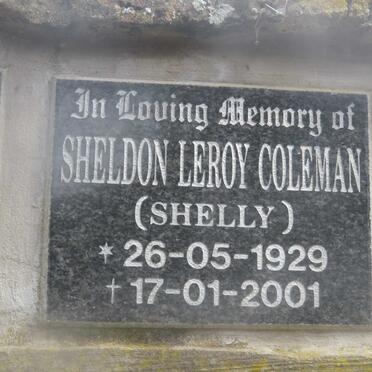 In Loving Memory of
SHELDON LEROY COLEMAN
(SHELLY)
* 26-05-1929
† 17-01-2001